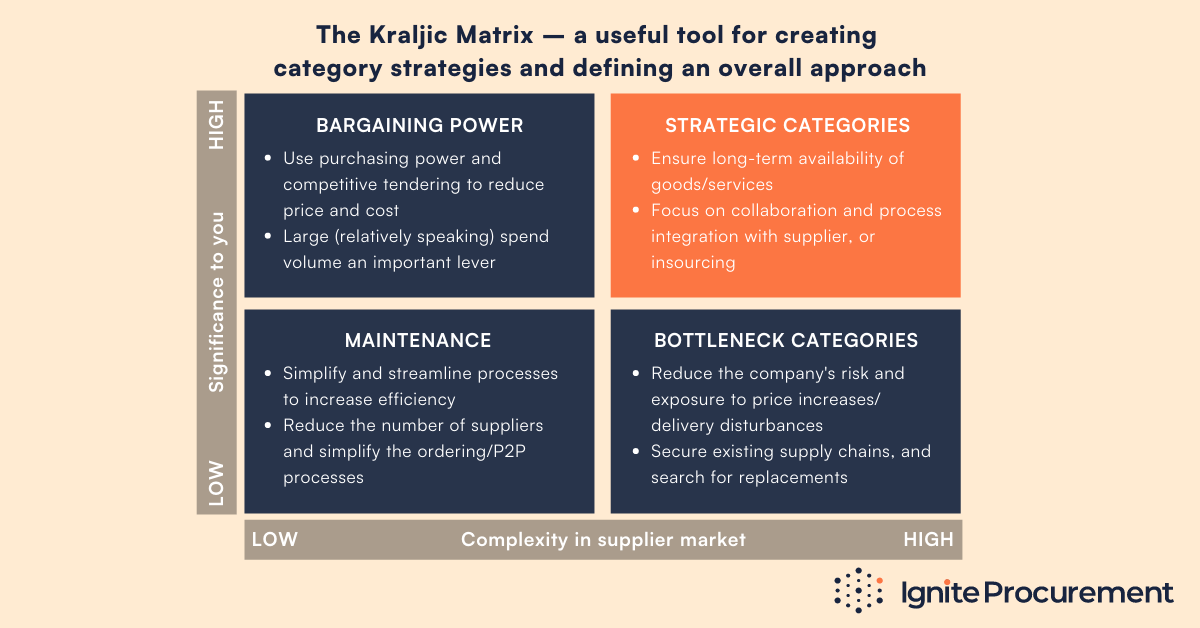 The Kraljic Matrix — a useful tool for creating
category strategies and defining an overall approach
HIGH
Significance to you
LOW
BARGAINING POWER
• Use purchasing power and
competitive tendering to reduce
price and cost
• Large (relatively speaking) spend
volume an important lever
STRATEGIC CATEGORIES
• Ensure long-term availability of
goods/services
• Focus on collaboration and process
integration with supplier, or
insourcing
MAINTENANCE
• Simplify and streamline processes
to increase efficiency
• Reduce the number of suppliers
and simplify the ordering/P2P
processes
BOTTLENECK CATEGORIES
• Reduce the company's risk and
exposure to price increases/
delivery disturbances
• Secure existing supply chains, and
search for replacements
LOW Complexity in supplier market HIGH
Ignite Procurement